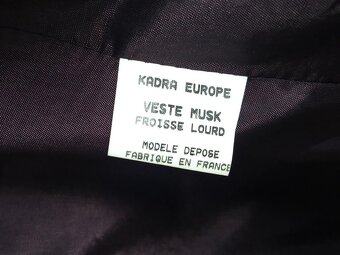 KADRA EUROPE
VESTE MUSK
FROISSE LOURD
MODELE DEPOSE
FABRIQUE EN FRANCE